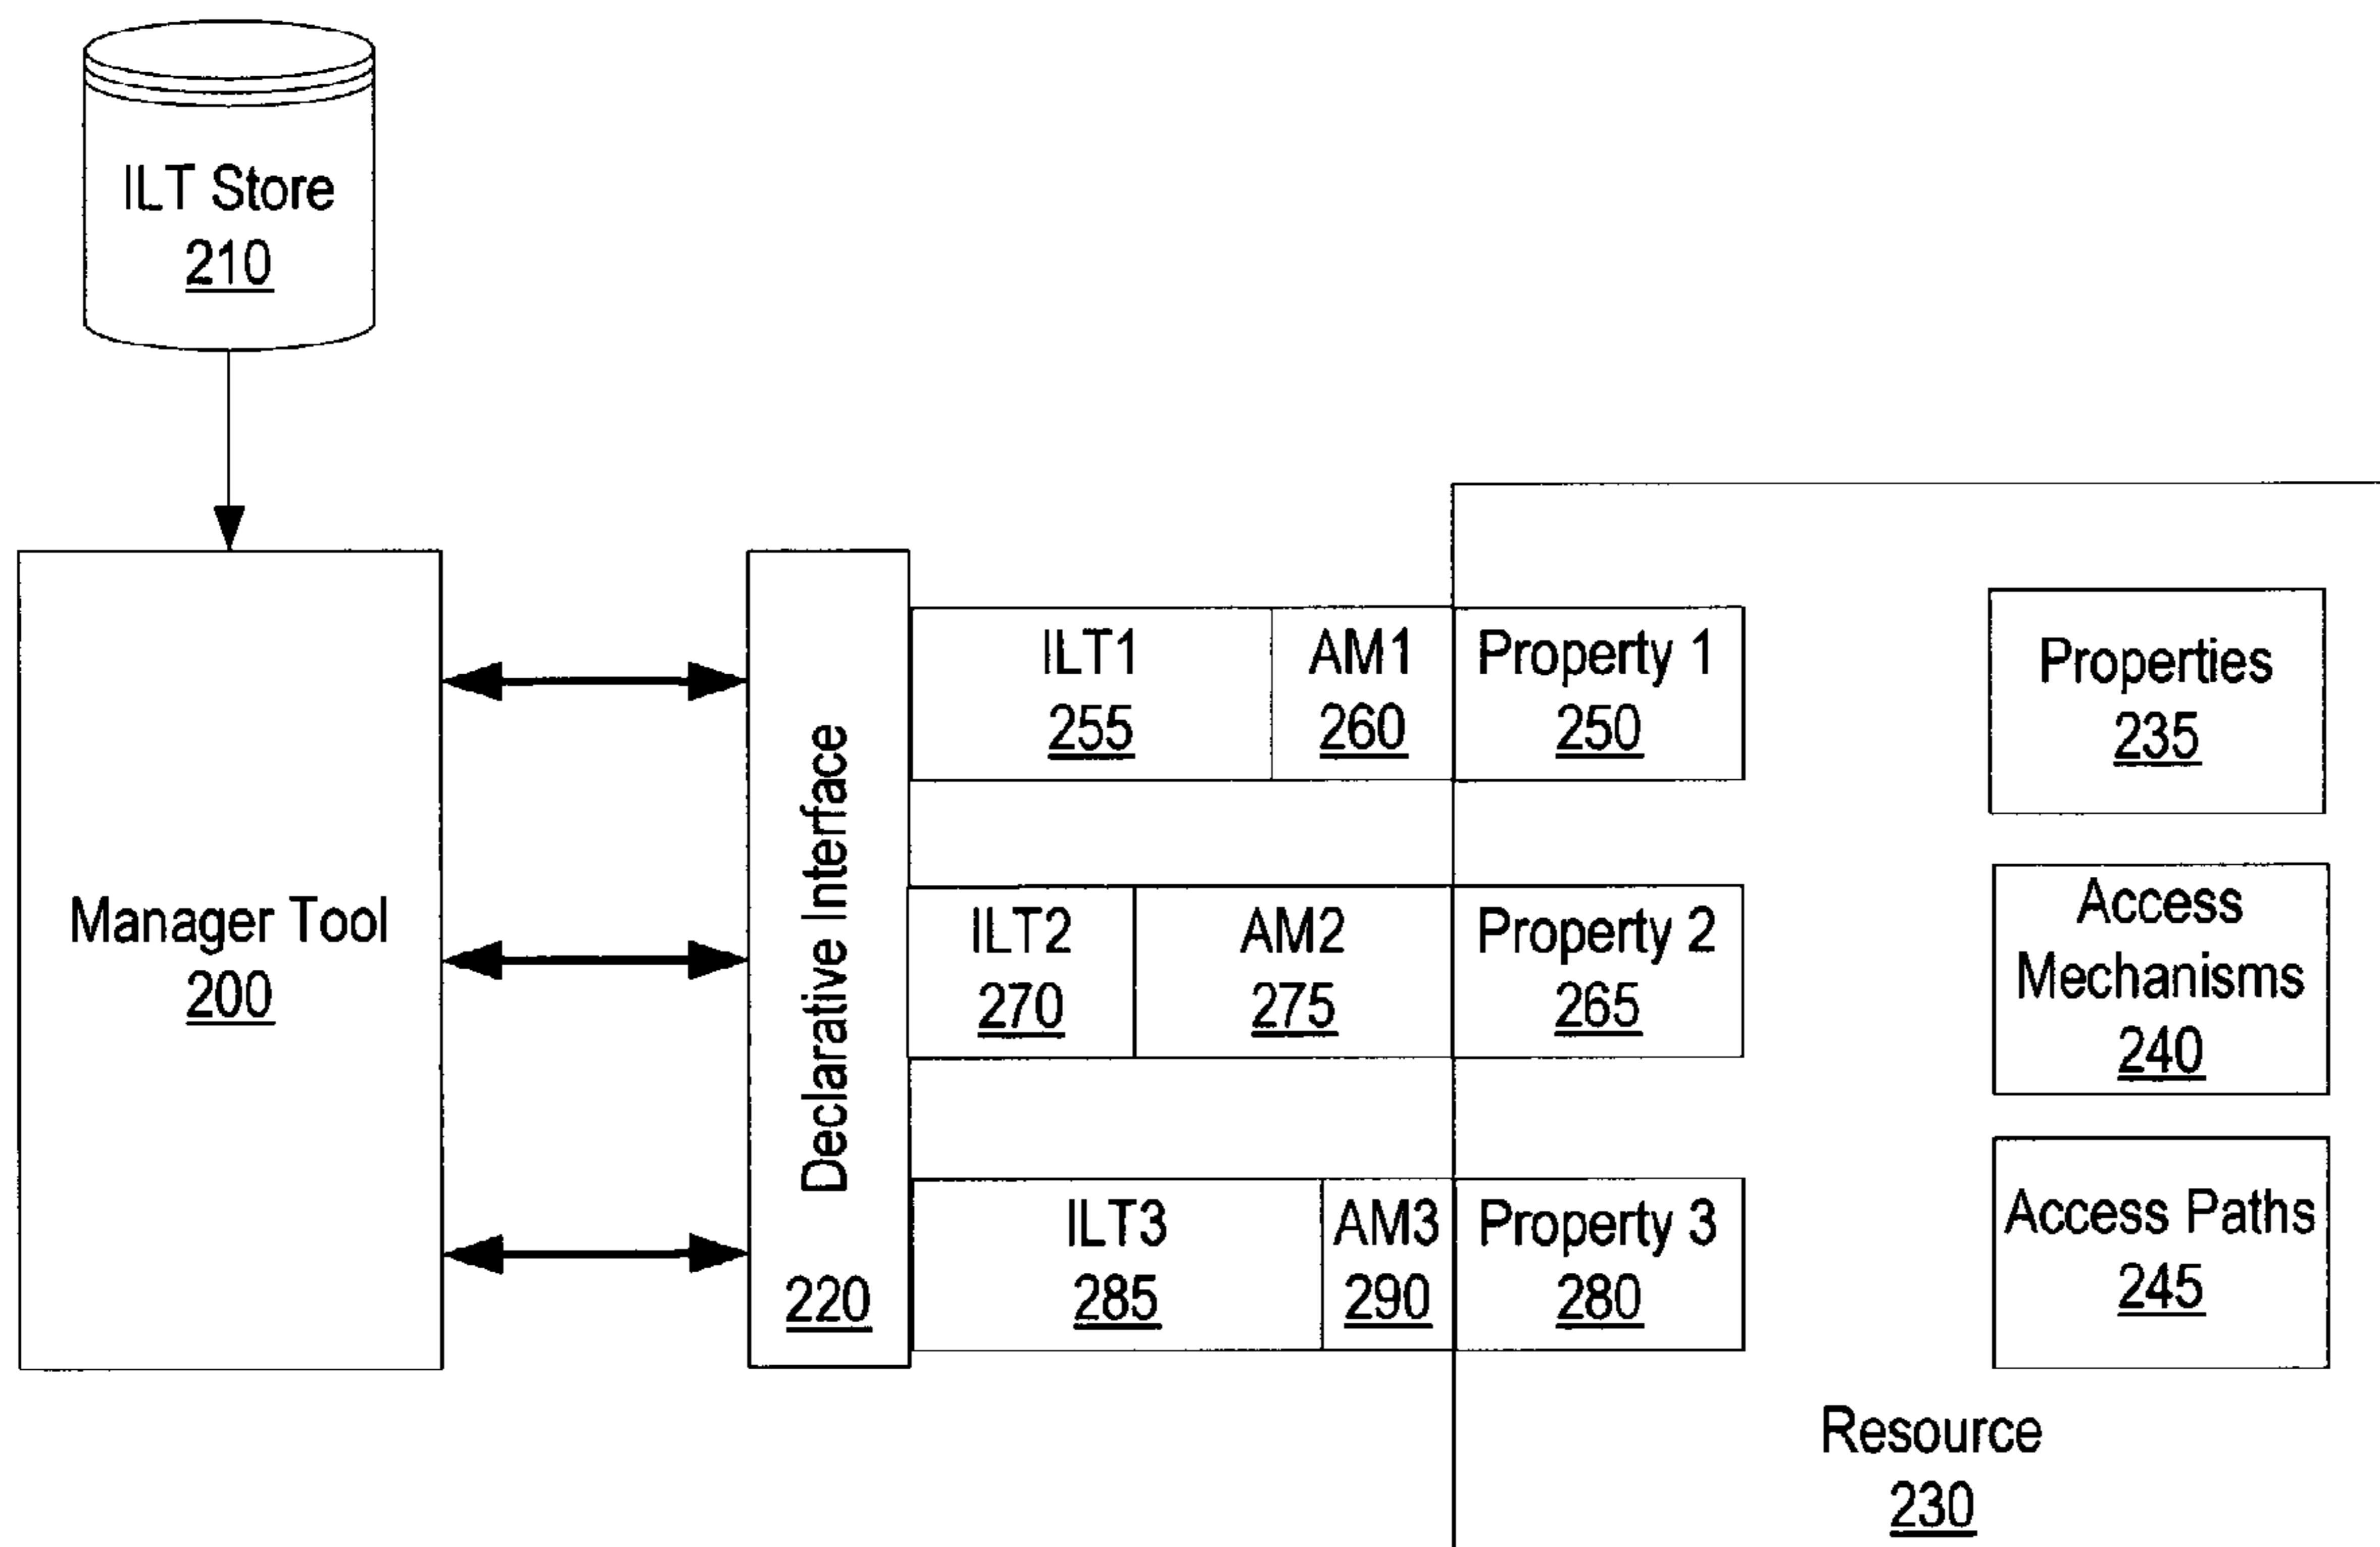 ILT Store
210
Manager Tool
200
Declarative Interface
220
ILT1
255
AM1
260
Property 1
250
ILT2
270
AM2
275
Property 2
265
ILT3
285
AM3
290
Property 3
280
Properties
235
Access
Mechanisms
240
Access Paths
245
Resource
230